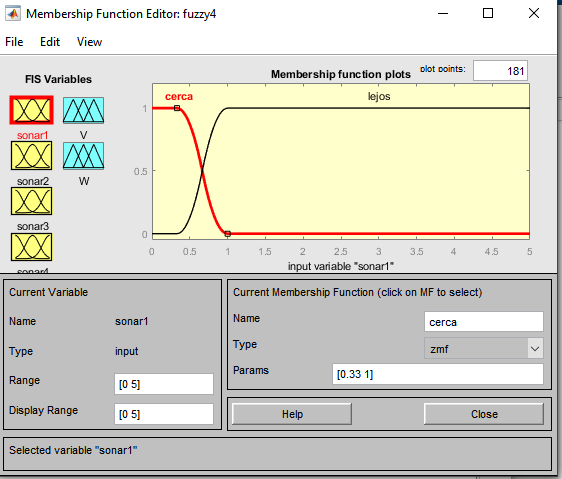 Membership Function Editor: fuzzy4
File Edit View
FIS Variables
Membership function plots
plot points:
181
sonar1
V
sonar2
W
sonar3
sonar4
cerca
lejos
1
0.5
0
0 0.5 1 1.5 2 2.5 3 3.5 4 4.5 5
input variable "sonar1"
Current Variable
Name sonar1
Type input
Range [0 5]
Display Range [0 5]
Current Membership Function (click on MF to select)
Name cerca
Type zmf
Params [0.33 1]
Help Close
Selected variable "sonar1"